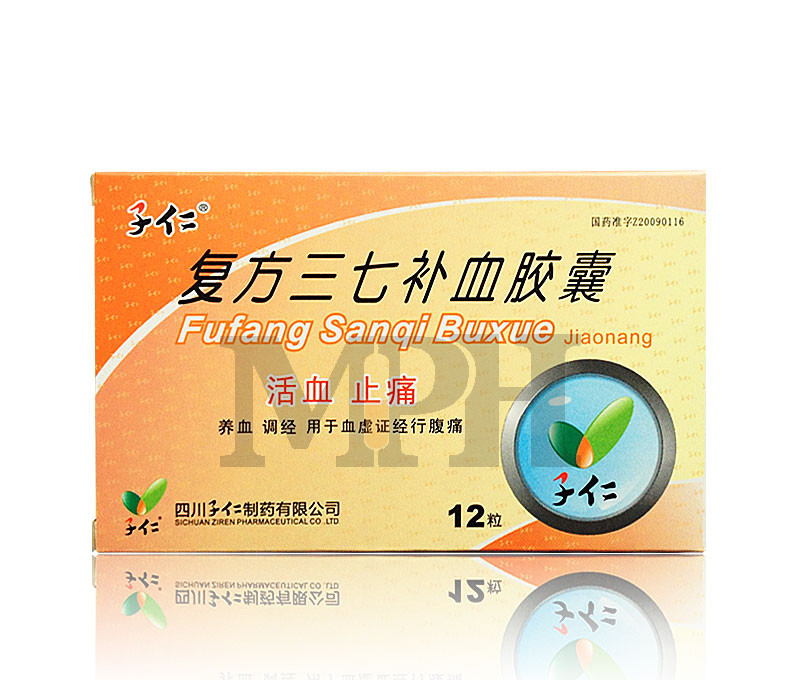 子仁®
国药准字Z20090116
复方三七补血胶囊
Fufang Sanqi Buxue Jiaonang
MPH
活血 止痛
养血 调经 用于血虚证经行腹痛
子仁
子仁
四川子仁制药有限公司
SICHUAN ZIREN PHARMACEUTICAL CO.,LTD
12粒